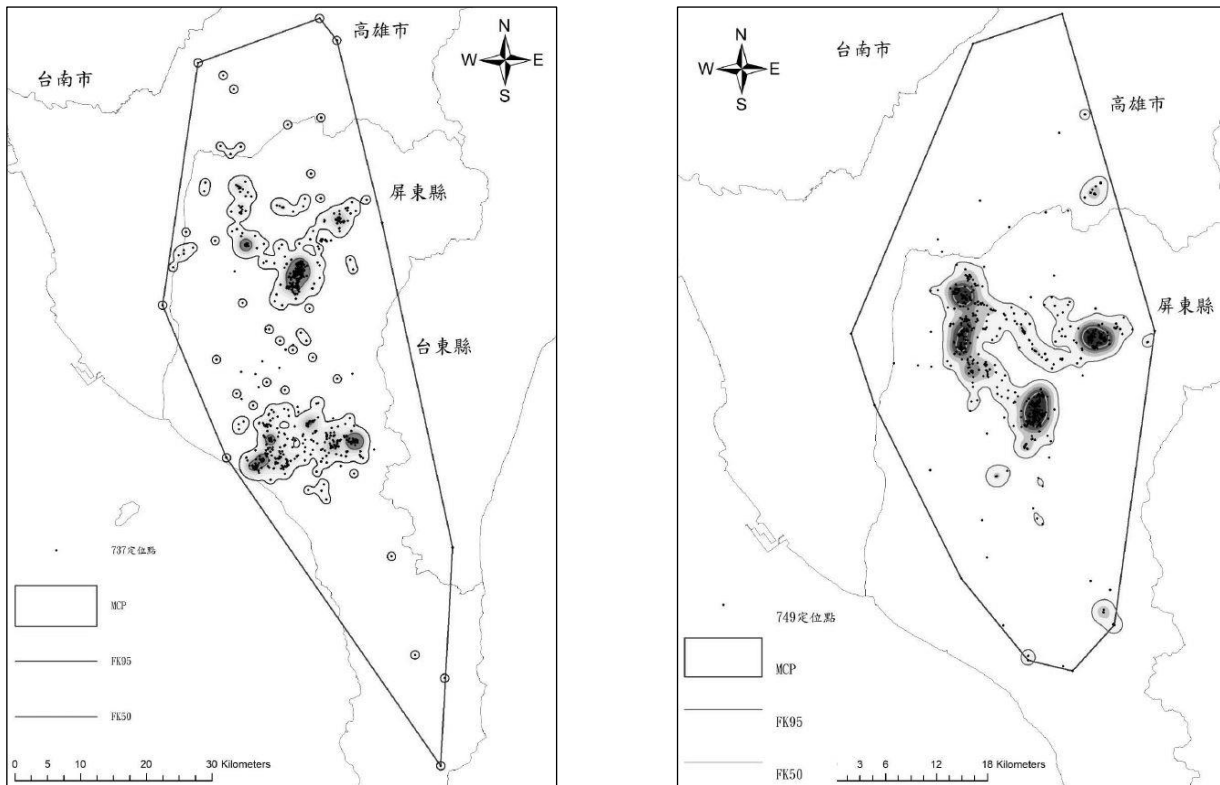 高雄市
台南市
N
W E
S
屏東縣
台東縣
737定位點
MCP
FK95
FK50
0 5 10 20 30 Kilometers
台南市
N
W E
S
高雄市
屏東縣
749定位點
MCP
FK95
FK50
3 6 12 18 Kilometers